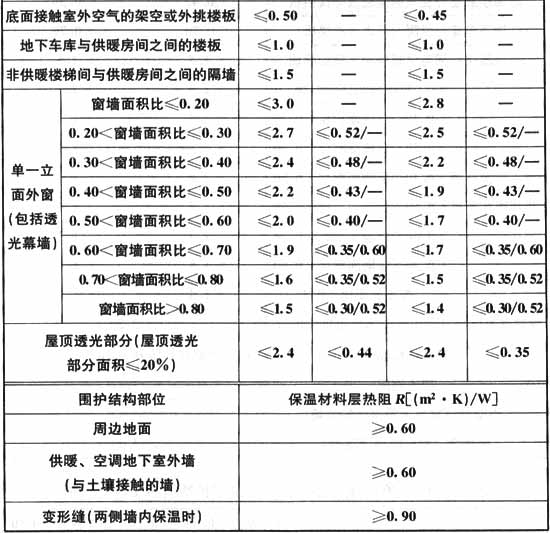 底面接触室外空气的架空或外挑楼板 ≤0.50 — ≤0.45 —
地下车库与供暖房间之间的楼板 ≤1.0 — ≤1.0 —
非供暖楼梯间与供暖房间之间的隔墙 ≤1.5 — ≤1.5 —
单一立
面外窗
(包括透
光幕墙)
窗墙面积比≤0.20 ≤3.0 — ≤2.8 —
0.20<窗墙面积比≤0.30 ≤2.7 ≤0.52/— ≤2.5 ≤0.52/—
0.30<窗墙面积比≤0.40 ≤2.4 ≤0.48/— ≤2.2 ≤0.48/—
0.40<窗墙面积比≤0.50 ≤2.2 ≤0.43/— ≤1.9 ≤0.43/—
0.50<窗墙面积比≤0.60 ≤2.0 ≤0.40/— ≤1.7 ≤0.40/—
0.60<窗墙面积比≤0.70 ≤1.9 ≤0.35/0.60 ≤1.7 ≤0.35/0.60
0.70<窗墙面积比≤0.80 ≤1.6 ≤0.35/0.52 ≤1.5 ≤0.35/0.52
窗墙面积比>0.80 ≤1.5 ≤0.30/0.52 ≤1.4 ≤0.30/0.52
屋顶透光部分(屋顶透光
部分面积≤20%)
≤2.4 ≤0.44 ≤2.4 ≤0.35
围护结构部位 保温材料层热阻 R[(m²·K)/W]
周边地面 ≥0.60
供暖、空调地下室外墙
(与土壤接触的墙)
≥0.60
变形缝(两侧墙内保温时) ≥0.90